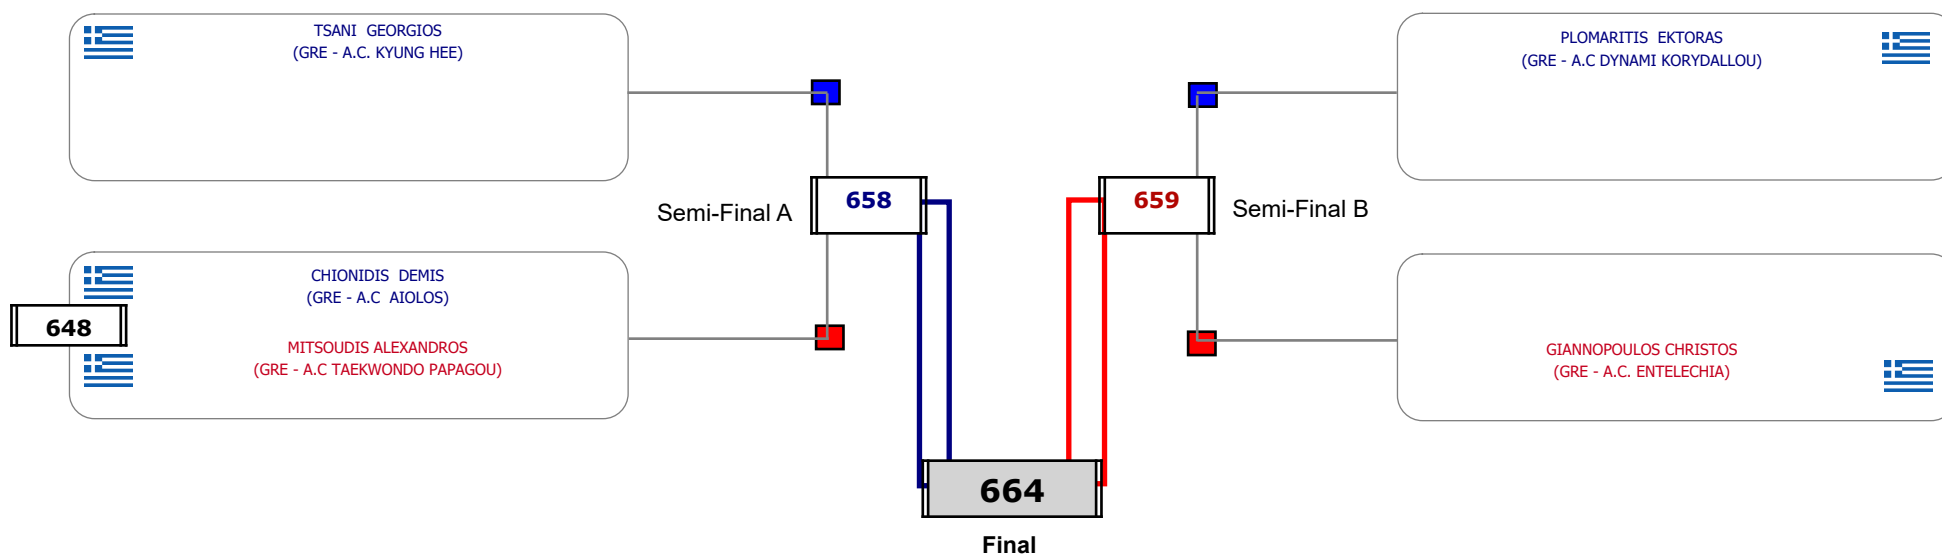 TSANI GEORGIOS
(GRE - A.C. KYUNG HEE)
PLOMARITIS EKTORAS
(GRE - A.C DYNAMI KORYDALLOU)
658
Semi-Final A
659
Semi-Final B
CHIONIDIS DEMIS
(GRE - A.C AIOLOS)
648
MITSOUDIS ALEXANDROS
(GRE - A.C TAEKWONDO PAPAGOU)
GIANNOPOULOS CHRISTOS
(GRE - A.C. ENTELECHIA)
664
Final